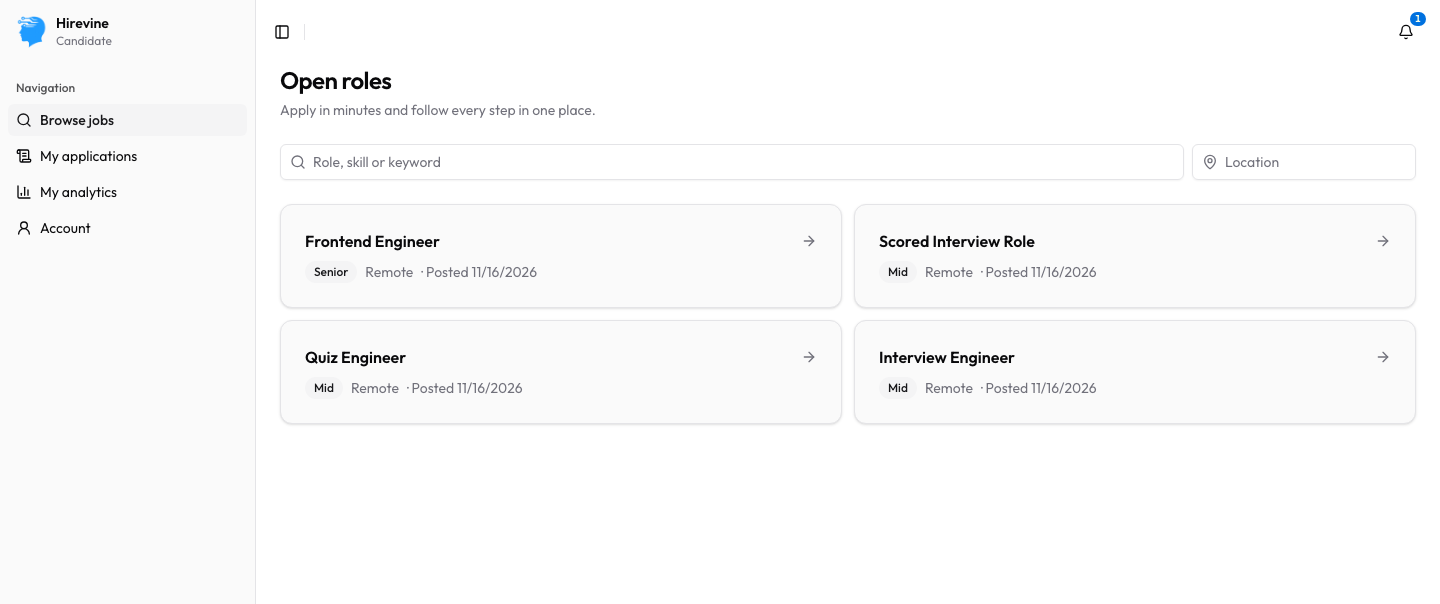 Hirevine
Candidate
1
Navigation
Browse jobs
My applications
My analytics
Account
Open roles
Apply in minutes and follow every step in one place.
Role, skill or keyword
Location
Frontend Engineer
Senior Remote · Posted 11/16/2026
Scored Interview Role
Mid Remote · Posted 11/16/2026
Quiz Engineer
Mid Remote · Posted 11/16/2026
Interview Engineer
Mid Remote · Posted 11/16/2026